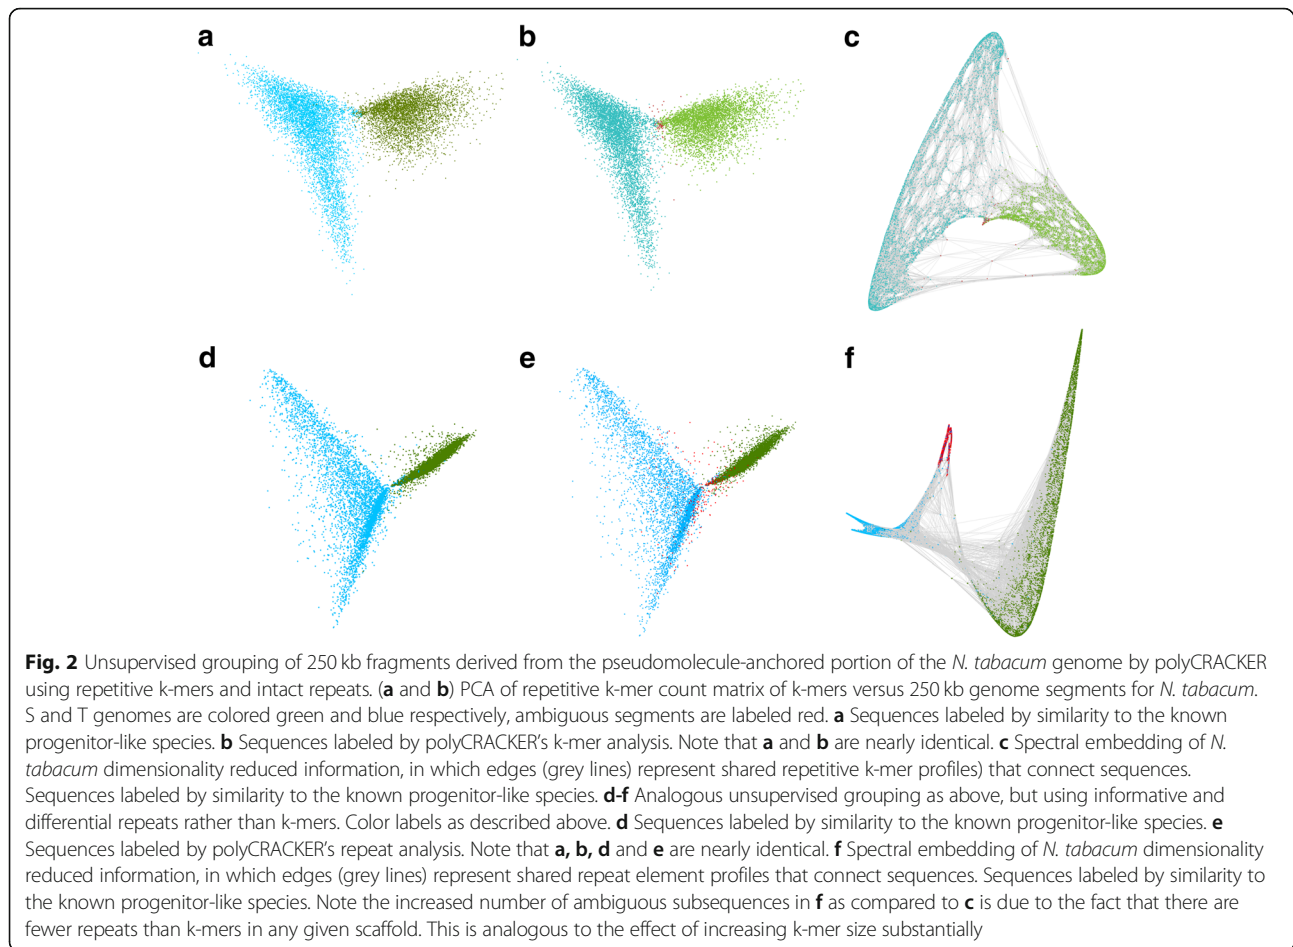 a
b
c
d
e
f
Fig. 2 Unsupervised grouping of 250 kb fragments derived from the pseudomolecule-anchored portion of the N. tabacum genome by polyCRACKER
using repetitive k-mers and intact repeats. (a and b) PCA of repetitive k-mer count matrix of k-mers versus 250 kb genome segments for N. tabacum.
S and T genomes are colored green and blue respectively, ambiguous segments are labeled red. a Sequences labeled by similarity to the known
progenitor-like species. b Sequences labeled by polyCRACKER's k-mer analysis. Note that a and b are nearly identical. c Spectral embedding of N.
tabacum dimensionality reduced information, in which edges (grey lines) represent shared repetitive k-mer profiles) that connect sequences.
Sequences labeled by similarity to the known progenitor-like species. d-f Analogous unsupervised grouping as above, but using informative and
differential repeats rather than k-mers. Color labels as described above. d Sequences labeled by similarity to the known progenitor-like species. e
Sequences labeled by polyCRACKER's repeat analysis. Note that a, b, d and e are nearly identical. f Spectral embedding of N. tabacum dimensionality
reduced information, in which edges (grey lines) represent shared repeat element profiles that connect sequences. Sequences labeled by similarity to
the known progenitor-like species. Note the increased number of ambiguous subsequences in f as compared to c is due to the fact that there are
fewer repeats than k-mers in any given scaffold. This is analogous to the effect of increasing k-mer size substantially